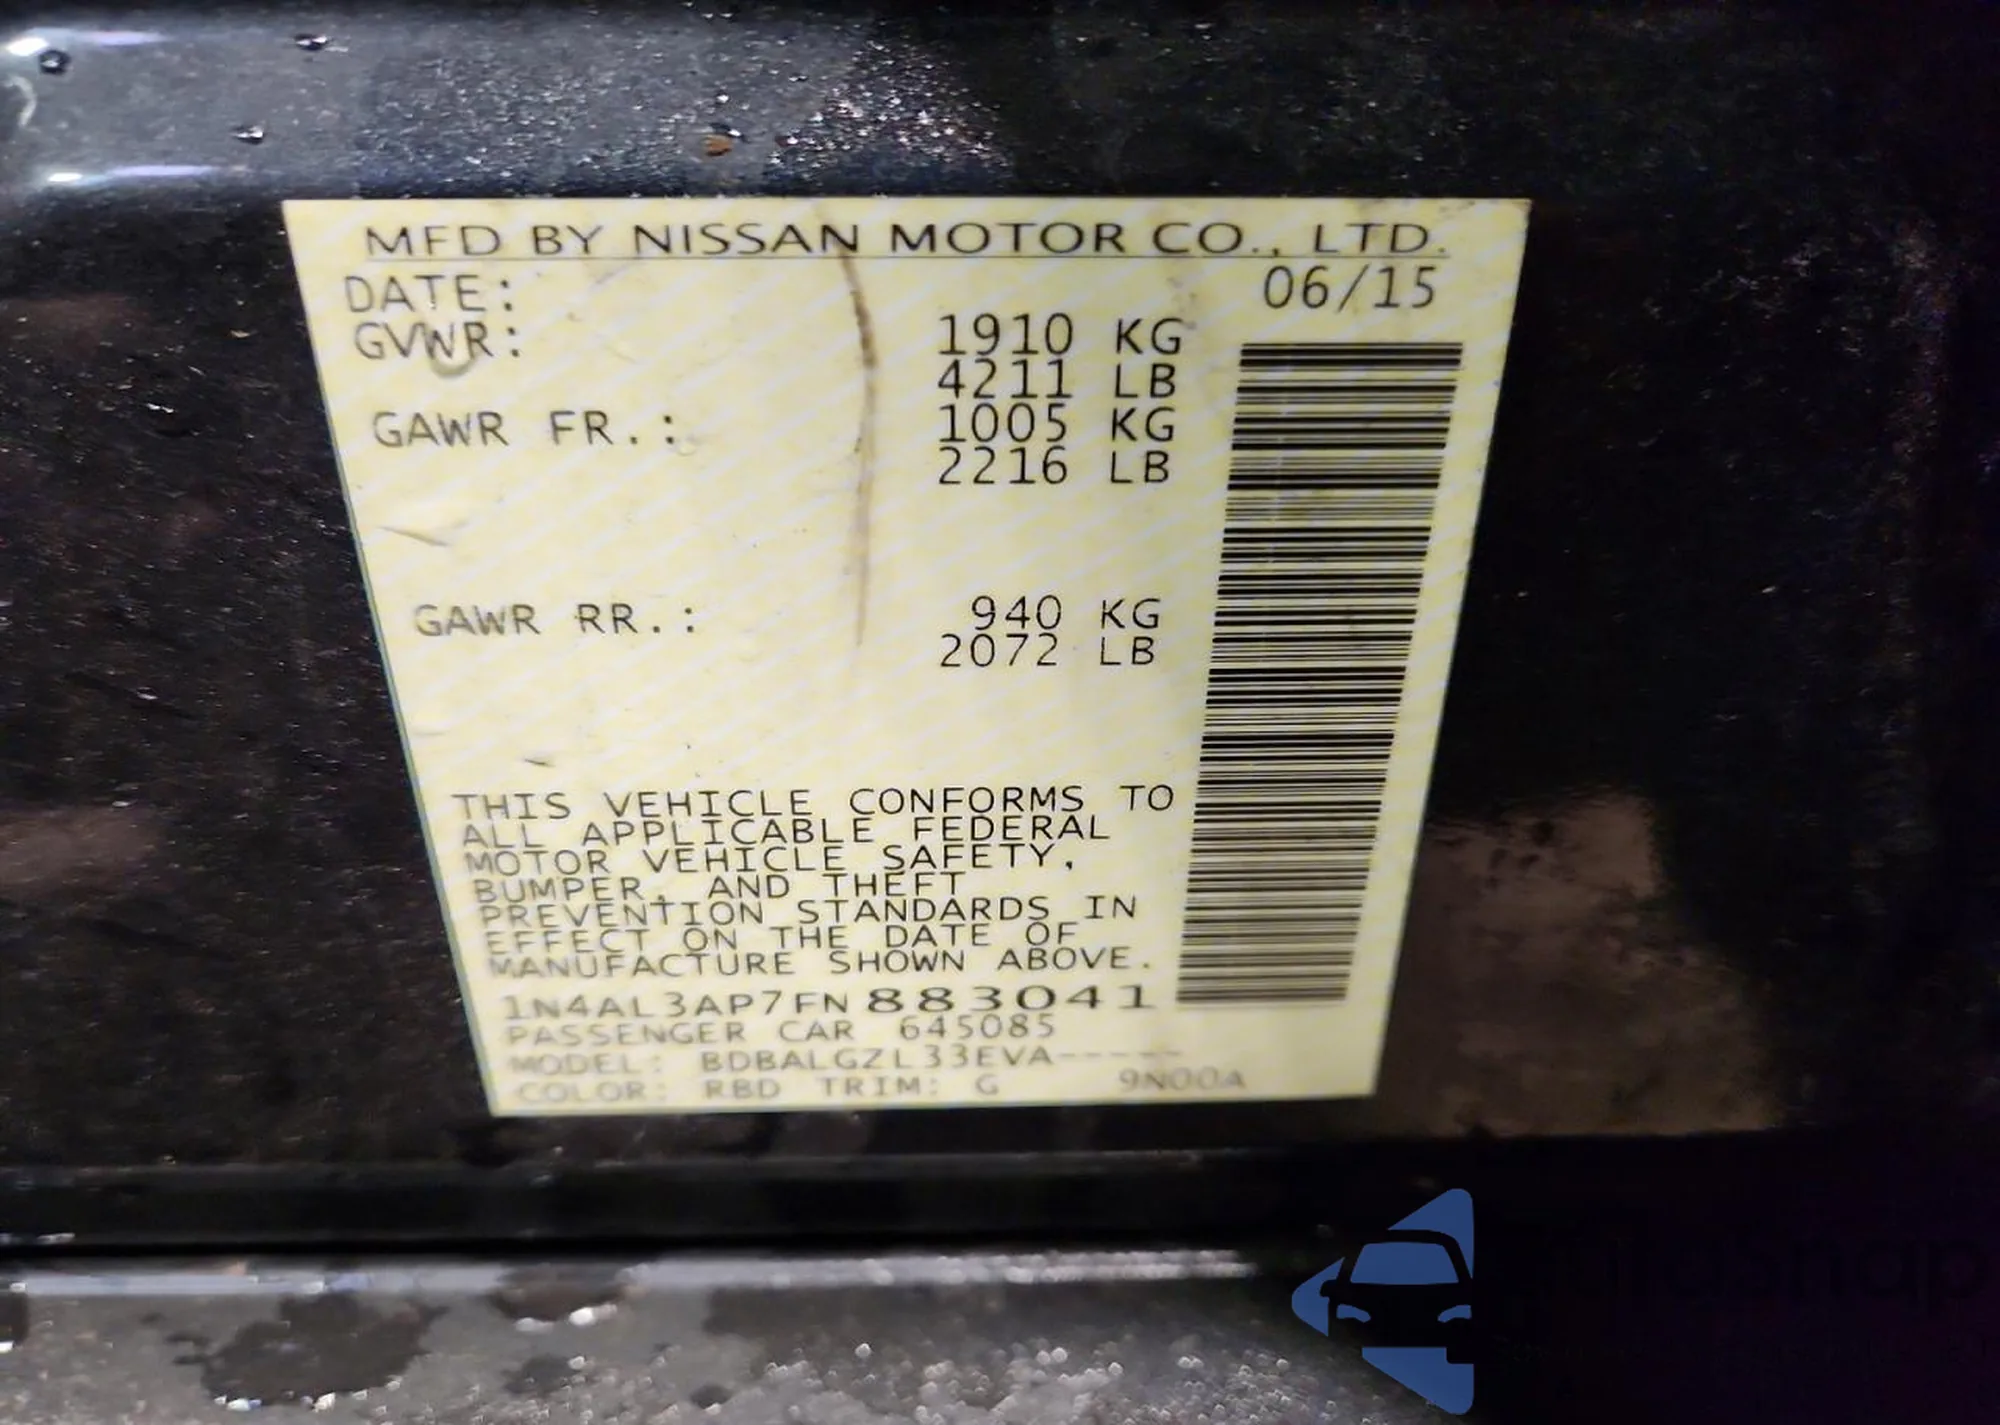 MFD BY NISSAN MOTOR CO., LTD.
DATE: 06/15
GVWR: 1910 KG
4211 LB
GAWR FR.: 1005 KG
2216 LB
GAWR RR.: 940 KG
2072 LB
THIS VEHICLE CONFORMS TO
ALL APPLICABLE FEDERAL
MOTOR VEHICLE SAFETY,
BUMPER, AND THEFT
PREVENTION STANDARDS IN
EFFECT ON THE DATE OF
MANUFACTURE SHOWN ABOVE.
1N4AL3AP7FN883041
PASSENGER CAR 645085
MODEL: BDBALGZL33EVA-----
COLOR: RBD TRIM: G 9N00A